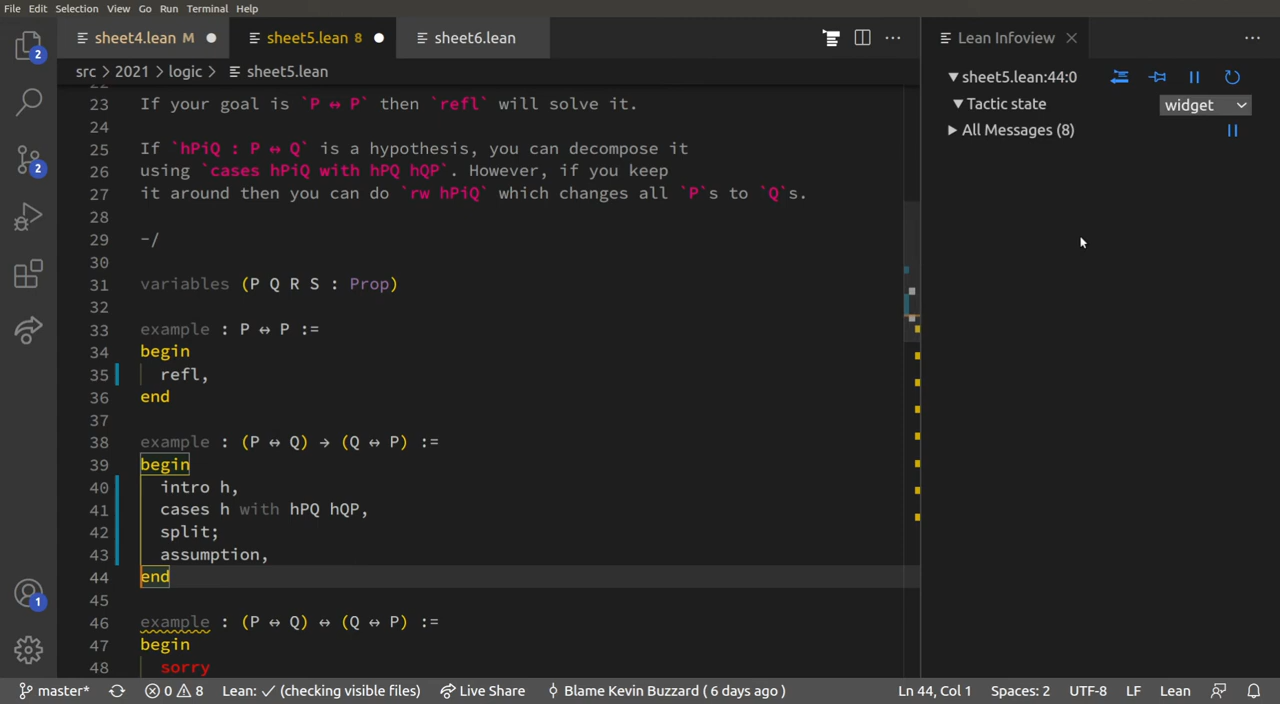 File Edit Selection View Go Run Terminal Help
sheet4.lean M sheet5.lean 8 sheet6.lean Lean Infoview
src > 2021 > logic > sheet5.lean
sheet5.lean:44:0
Tactic state widget
All Messages (8)
23 If your goal is `P ↔ P` then `refl` will solve it.
24
25 If `hPiQ : P ↔ Q` is a hypothesis, you can decompose it
26 using `cases hPiQ with hPQ hQP`. However, if you keep
27 it around then you can do `rw hPiQ` which changes all `P`s to `Q`s.
28
29 -/
30
31 variables (P Q R S : Prop)
32
33 example : P ↔ P :=
34 begin
35 refl,
36 end
37
38 example : (P ↔ Q) → (Q ↔ P) :=
39 begin
40 intro h,
41 cases h with hPQ hQP,
42 split;
43 assumption,
44 end
45
46 example : (P ↔ Q) ↔ (Q ↔ P) :=
47 begin
48 sorry
2
2
1
master* 0 8 Lean: ✓ (checking visible files) Live Share Blame Kevin Buzzard ( 6 days ago ) Ln 44, Col 1 Spaces: 2 UTF-8 LF Lean